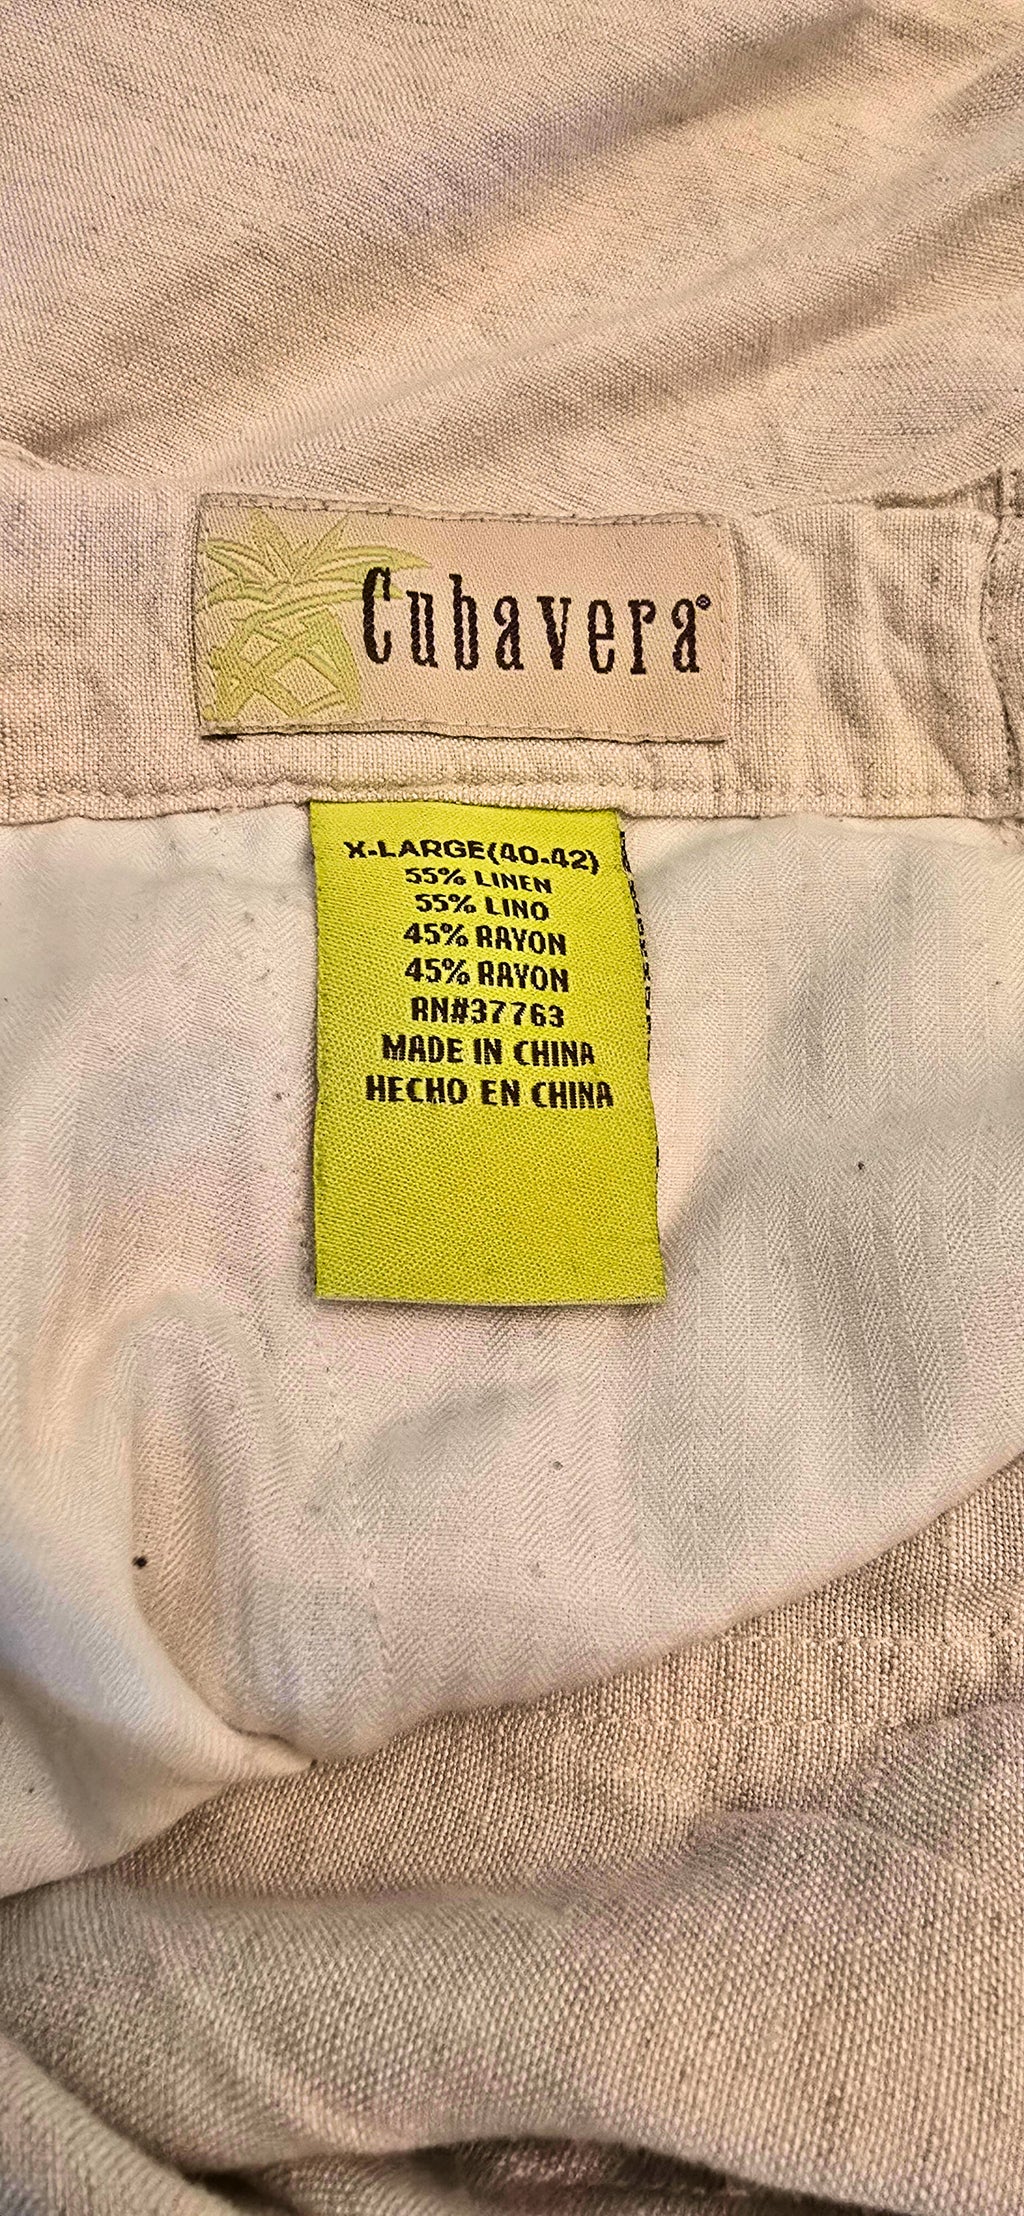 Cubavera®
X-LARGE(40-42)
55% LINEN
55% LINO
45% RAYON
45% RAYON
RN#37763
MADE IN CHINA
HECHO EN CHINA